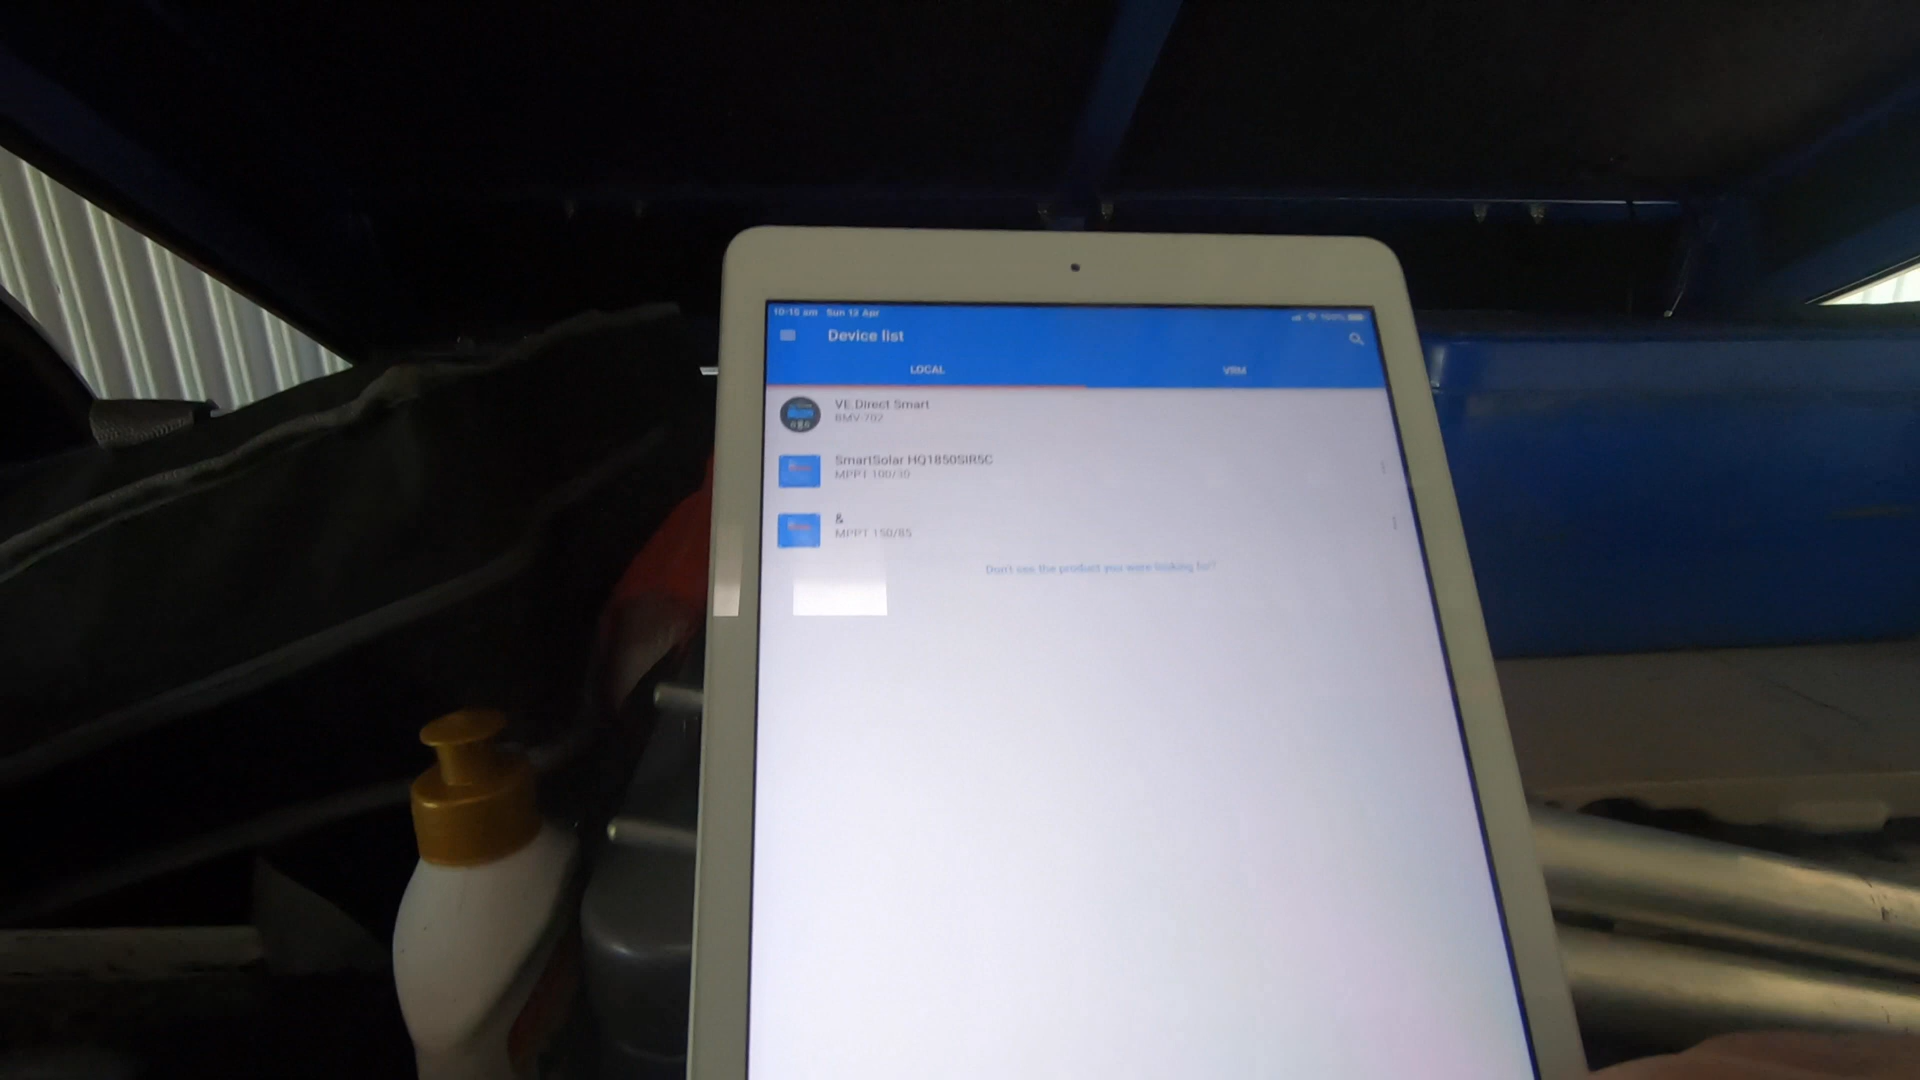 10:15 am Sun 12 Apr
100%
Device list
LOCAL
VRM
VE.Direct Smart
BMV-702
SmartSolar HQ1850SIR5C
MPPT 100/30
&
MPPT 150/85
Don't see the product you were looking for?